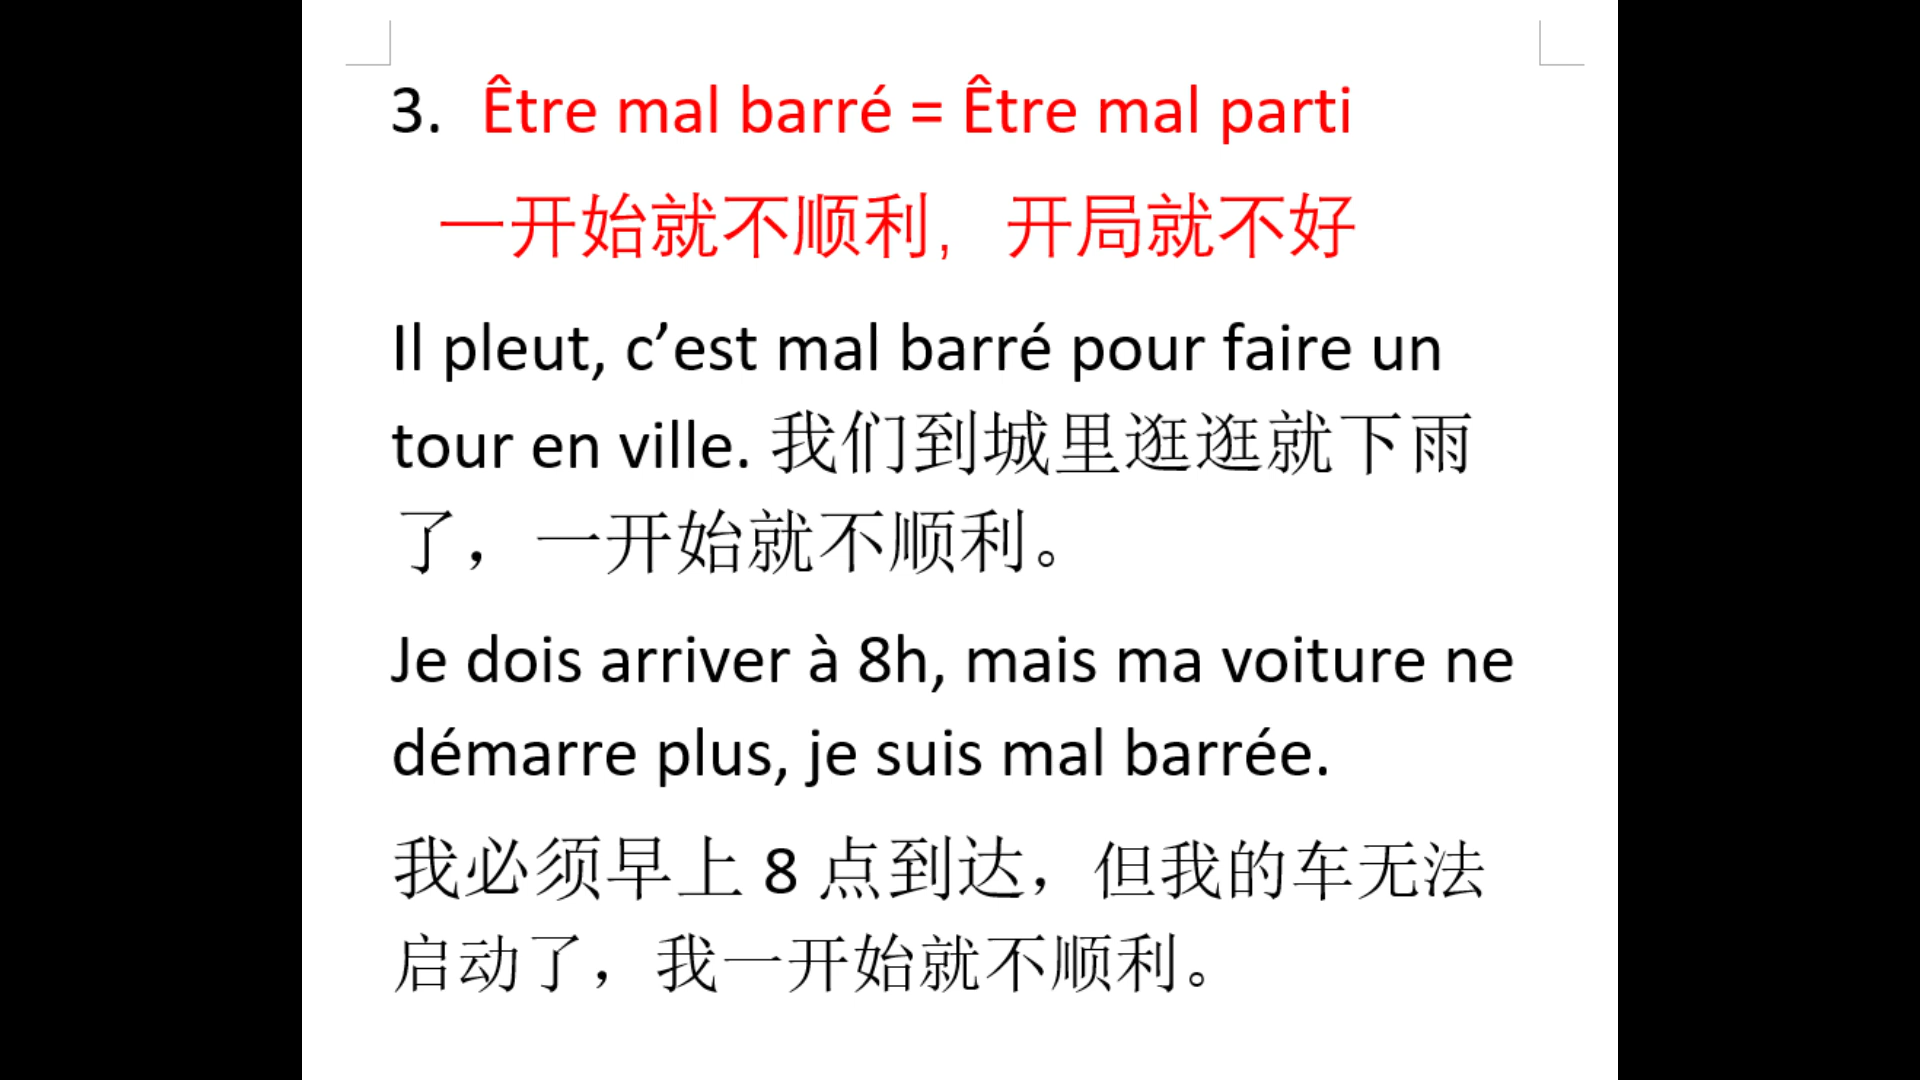 3. Être mal barré = Être mal parti
一开始就不顺利，开局就不好
Il pleut, c’est mal barré pour faire un
tour en ville. 我们到城里逛逛就下雨
了，一开始就不顺利。
Je dois arriver à 8h, mais ma voiture ne
démarre plus, je suis mal barrée.
我必须早上 8 点到达，但我的车无法
启动了，我一开始就不顺利。